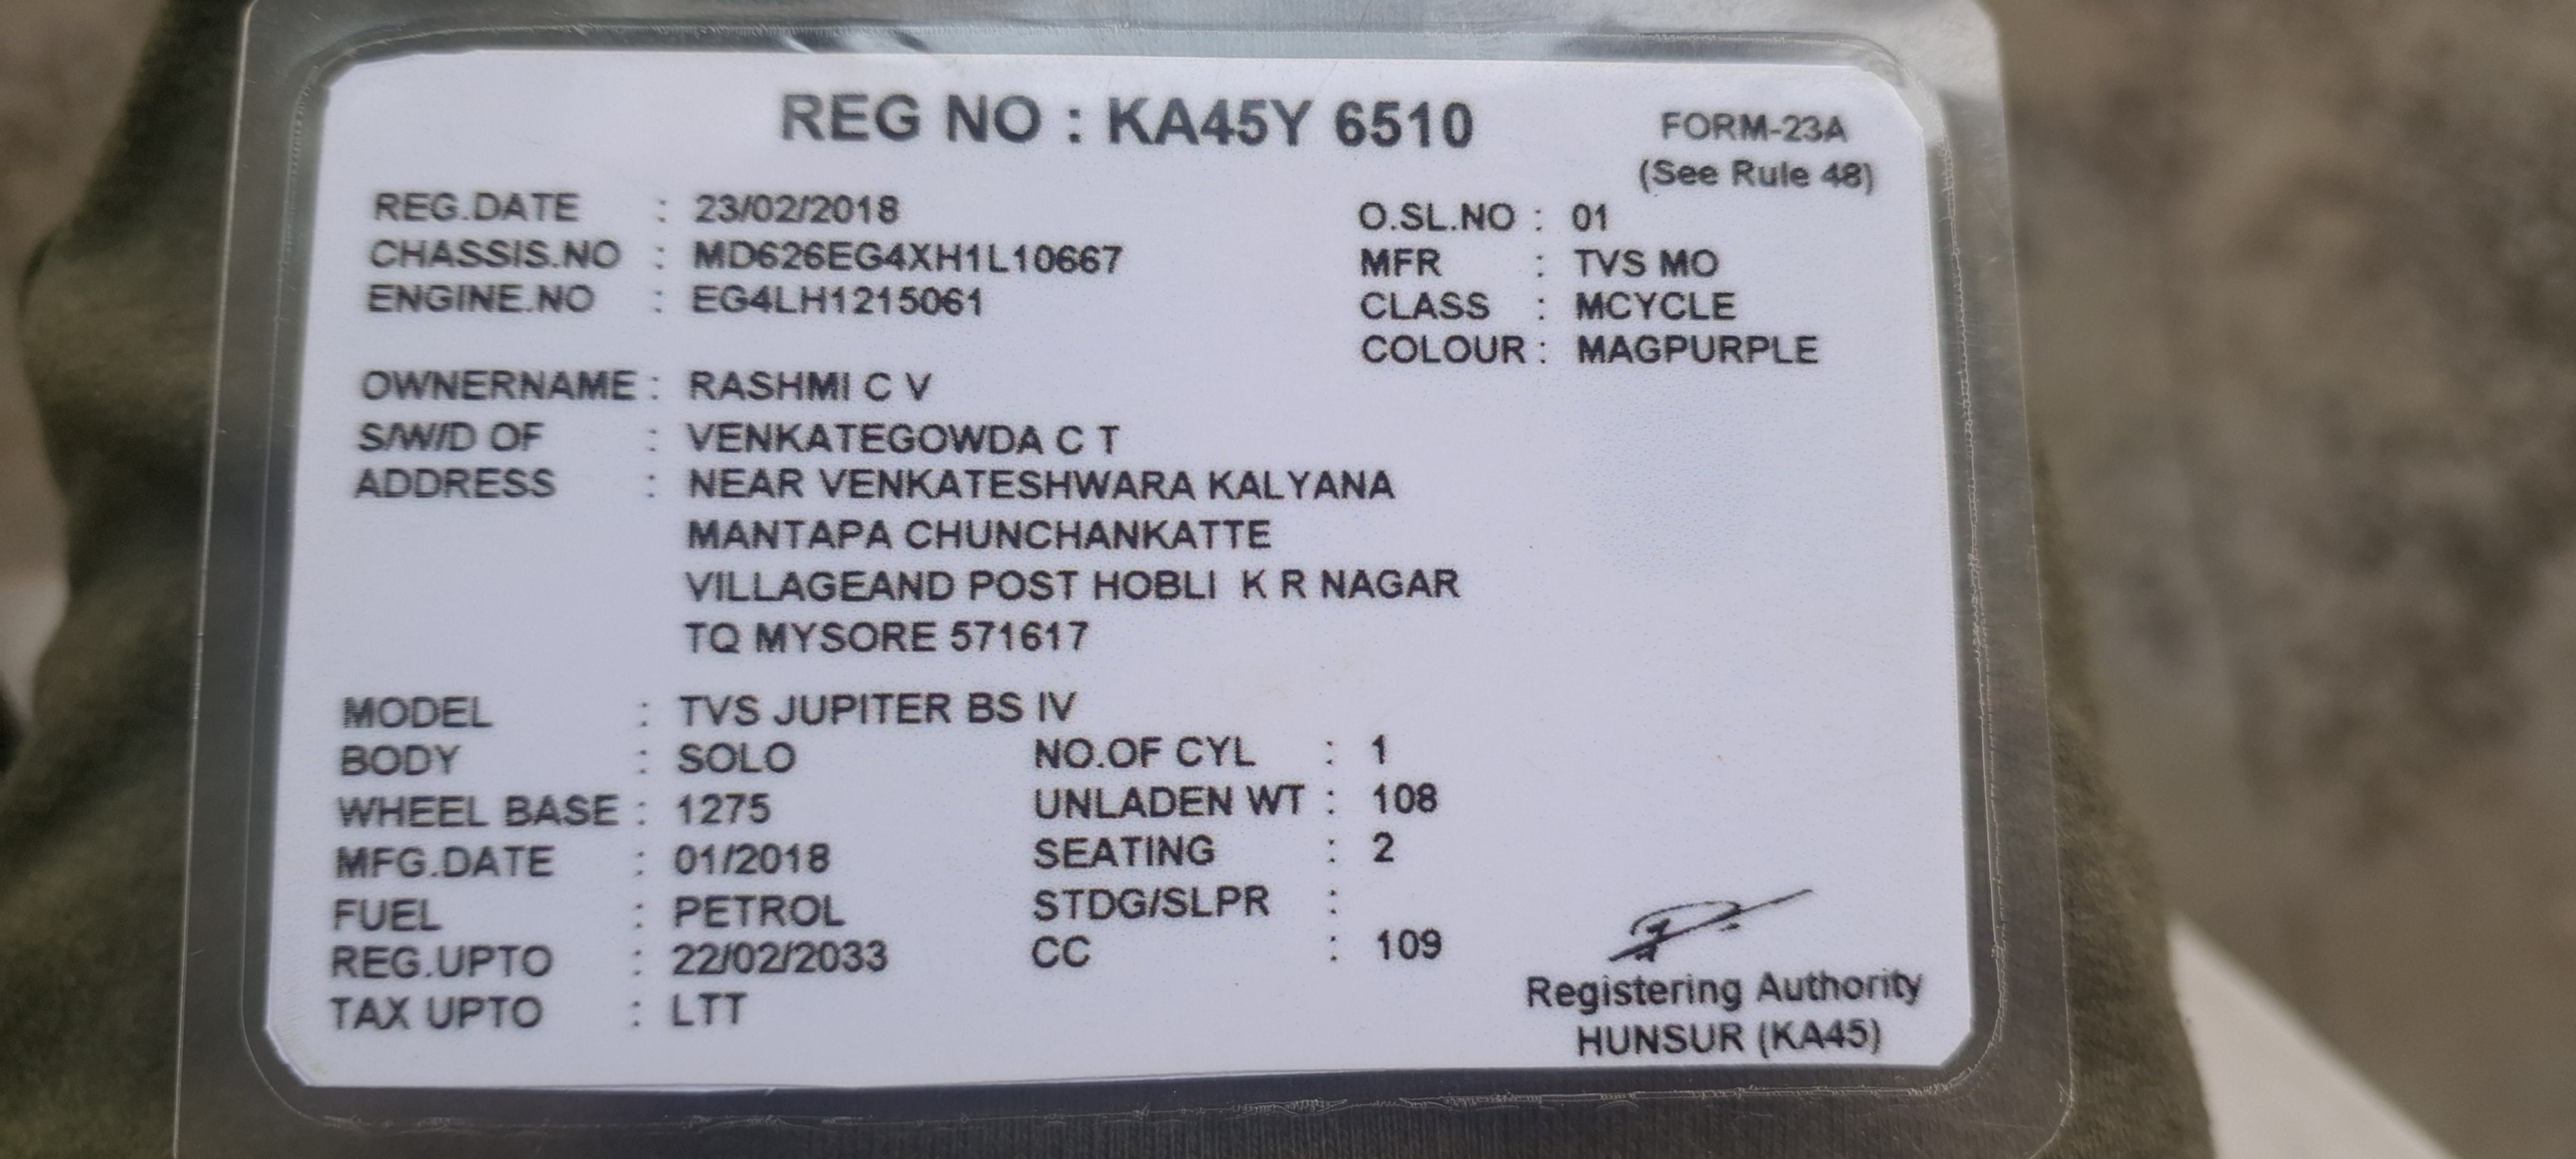 REG NO : KA45Y 6510
FORM-23A
(See Rule 48)
REG.DATE : 23/02/2018
O.SL.NO : 01
CHASSIS.NO : MD626EG4XH1L10667
MFR : TVS MO
ENGINE.NO : EG4LH1215061
CLASS : MCYCLE
COLOUR : MAGPURPLE
OWNERNAME : RASHMI C V
S/W/D OF : VENKATEGOWDA C T
ADDRESS : NEAR VENKATESHWARA KALYANA
MANTAPA CHUNCHANKATTE
VILLAGEAND POST HOBLI K R NAGAR
TQ MYSORE 571617
MODEL : TVS JUPITER BS IV
BODY : SOLO
NO.OF CYL : 1
WHEEL BASE : 1275
UNLADEN WT : 108
MFG.DATE : 01/2018
SEATING : 2
FUEL : PETROL
STDG/SLPR :
REG.UPTO : 22/02/2033
CC : 109
TAX UPTO : LTT
Registering Authority
HUNSUR (KA45)